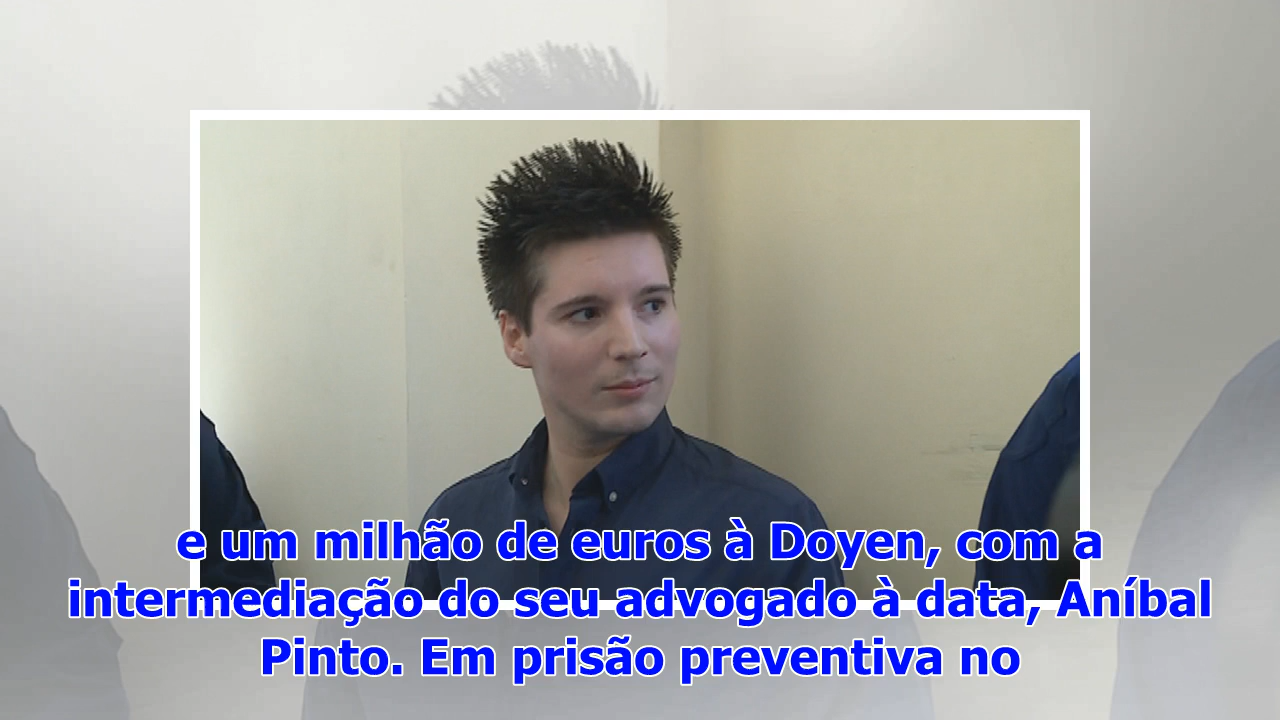 e um milhão de euros à Doyen, com a
intermediação do seu advogado à data, Aníbal
Pinto. Em prisão preventiva no